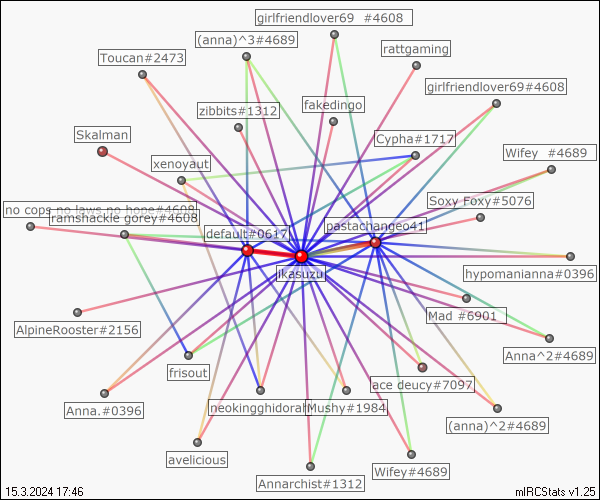 girlfriendlover69 #4608
(anna)^3#4689
rattgaming
Toucan#2473
girlfriendlover69#4608
zibbits#1312
fakedingo
Skalman
Cypha#1717
Wifey #4689
xenoyaut
Soxy Foxy#5076
no cops no laws no hope#4608
ramshackle gorey#4608
pastachangeo41
default#0617
jkasuzu
hypomanianna#0396
Mad #6901
AlpineRooster#2156
Anna^2#4689
frisout
ace deucy#7097
Anna.#0396
neokingghidorah
Mushy#1984
(anna)^2#4689
avelicious
Wifey#4689
Annarchist#1312
15.3.2024 17:46
mIRCStats v1.25